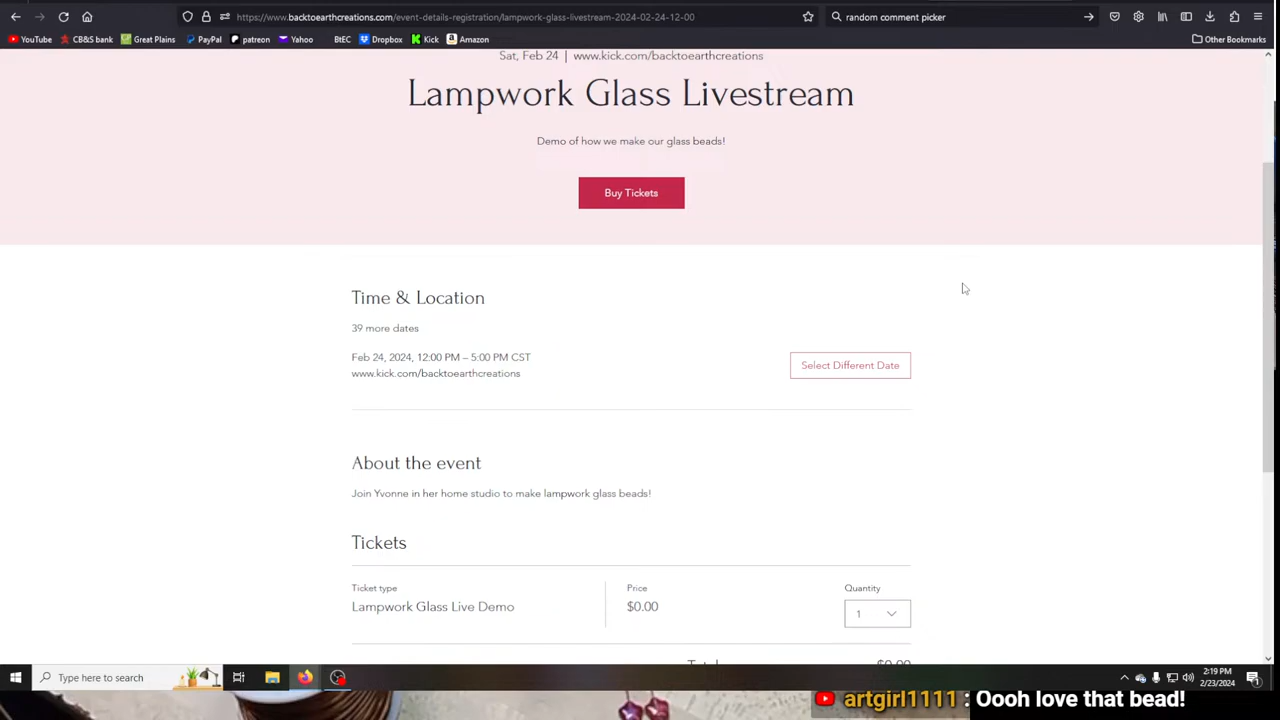 https://www.backtoearthcreations.com/event-details-registration/lampwork-glass-livestream-2024-02-24-12-00
random comment picker
YouTube
CB&S bank
Great Plains
PayPal
patreon
Yahoo
BtEC
Dropbox
Kick
Amazon
Other Bookmarks
Sat, Feb 24 | www.kick.com/backtoearthcreations
Lampwork Glass Livestream
Demo of how we make our glass beads!
Buy Tickets
Time & Location
39 more dates
Feb 24, 2024, 12:00 PM – 5:00 PM CST
www.kick.com/backtoearthcreations
Select Different Date
About the event
Join Yvonne in her home studio to make lampwork glass beads!
Tickets
Ticket type
Lampwork Glass Live Demo
Price
$0.00
Quantity
1
Total
$0.00
Type here to search
2:19 PM
2/23/2024
artgirl1111 : Oooh love that bead!